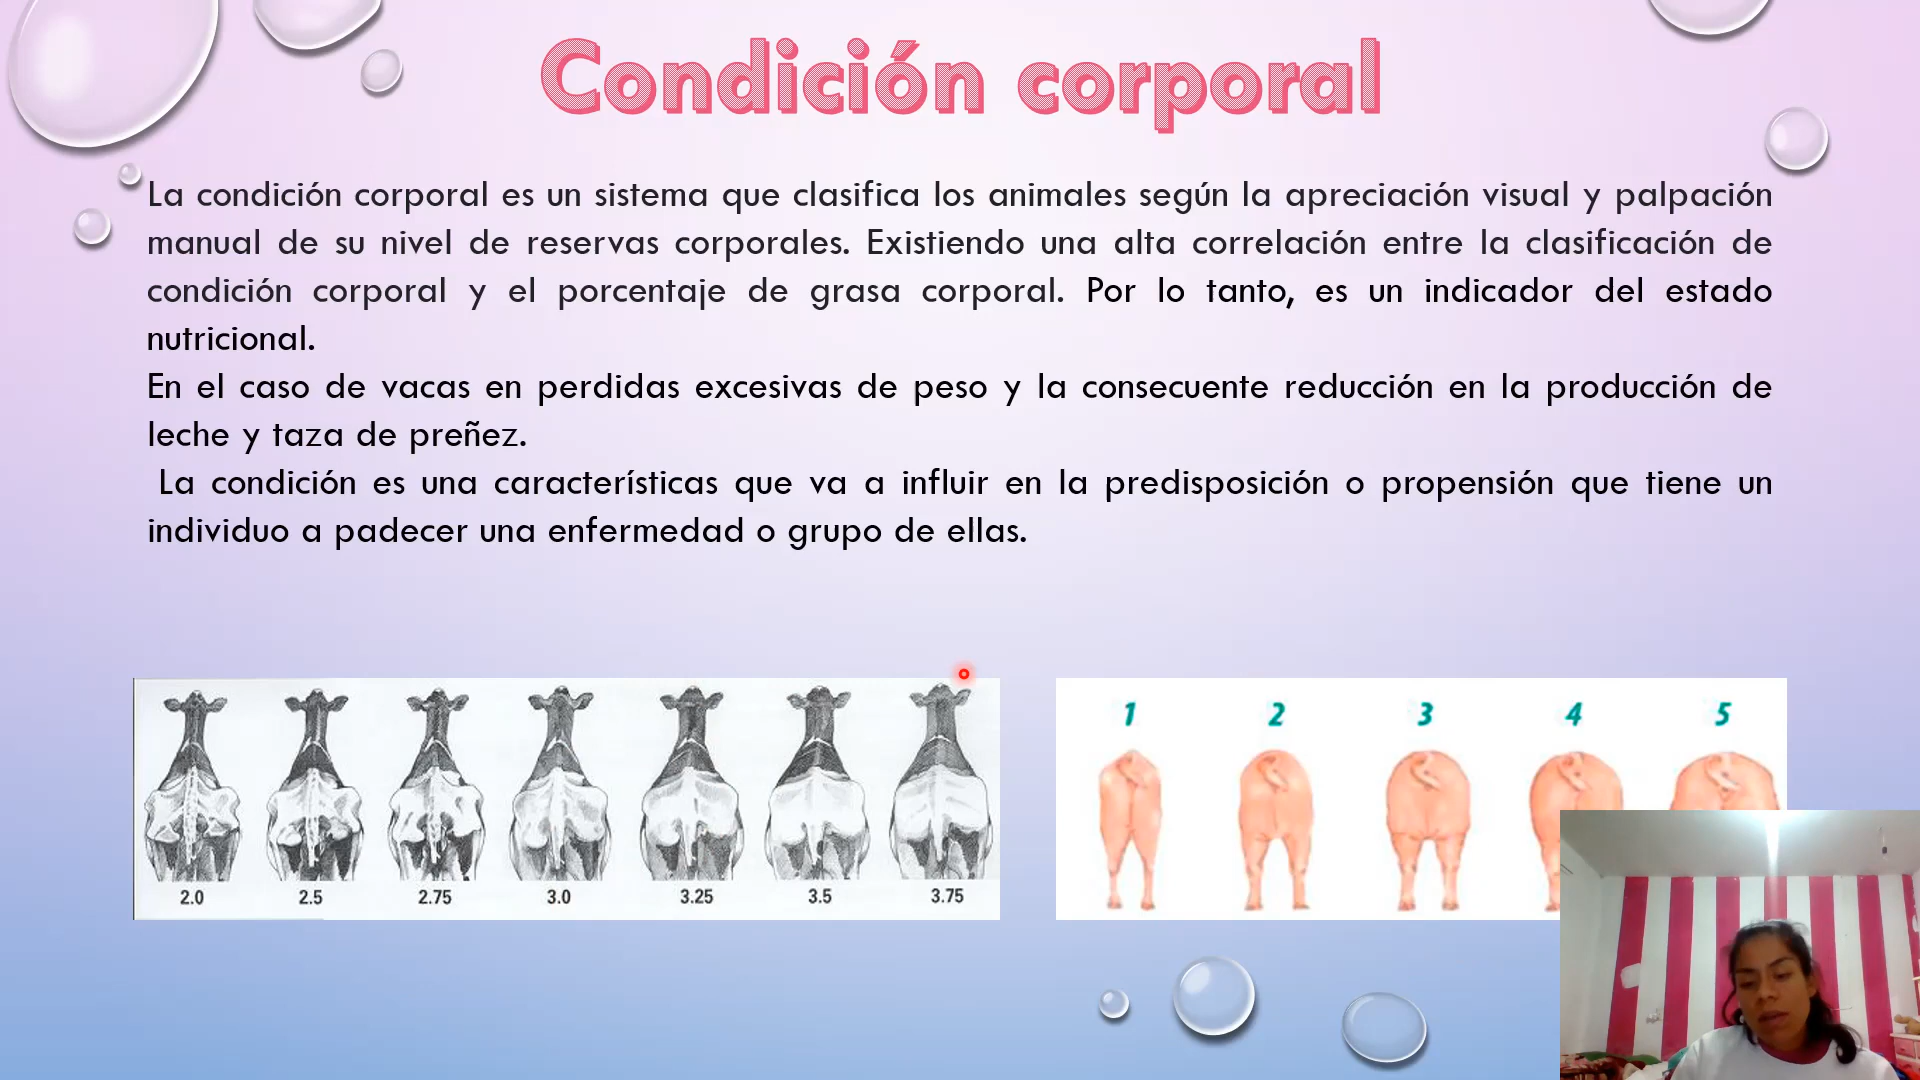 Condición corporal
La condición corporal es un sistema que clasifica los animales según la apreciación visual y palpación
manual de su nivel de reservas corporales. Existiendo una alta correlación entre la clasificación de
condición corporal y el porcentaje de grasa corporal. Por lo tanto, es un indicador del estado
nutricional.
En el caso de vacas en perdidas excesivas de peso y la consecuente reducción en la producción de
leche y taza de preñez.
La condición es una características que va a influir en la predisposición o propensión que tiene un
individuo a padecer una enfermedad o grupo de ellas.
2.0 2.5 2.75 3.0 3.25 3.5 3.75
1 2 3 4 5